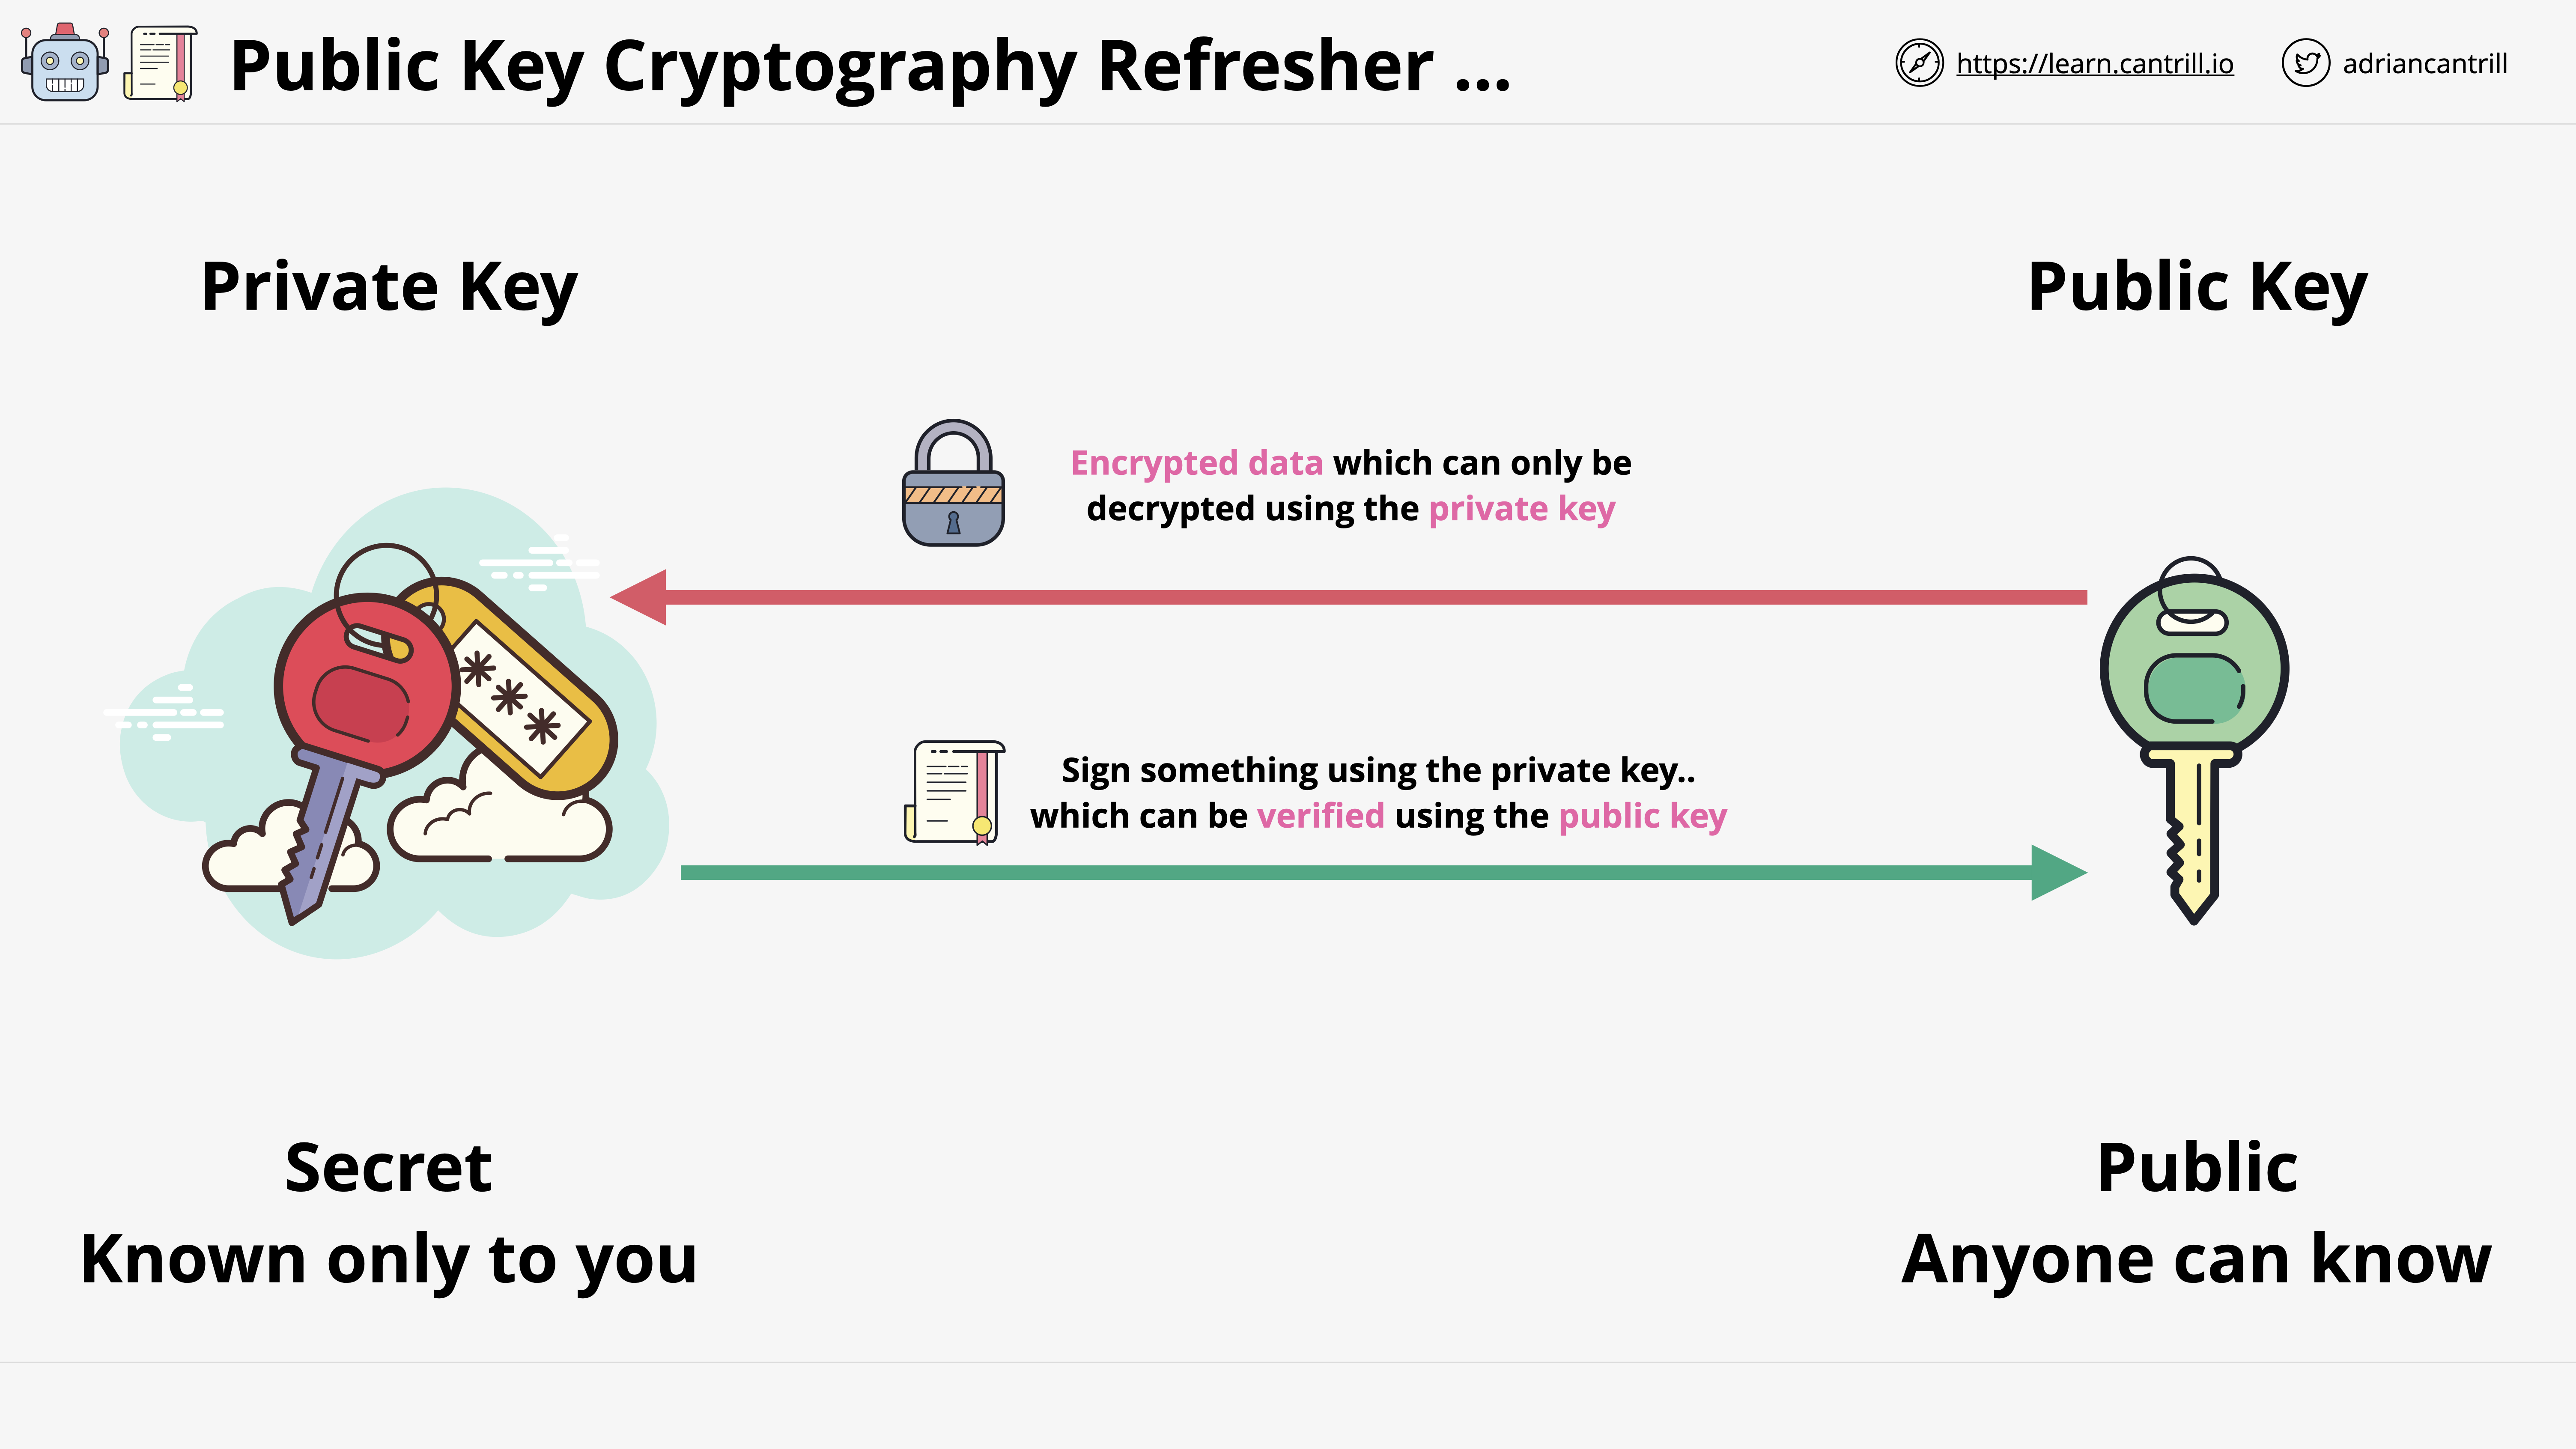 Public Key Cryptography Refresher ...
https://learn.cantrill.io
adriancantrill
Private Key
Public Key
Encrypted data which can only be
decrypted using the private key
Sign something using the private key..
which can be verified using the public key
Secret
Known only to you
Public
Anyone can know